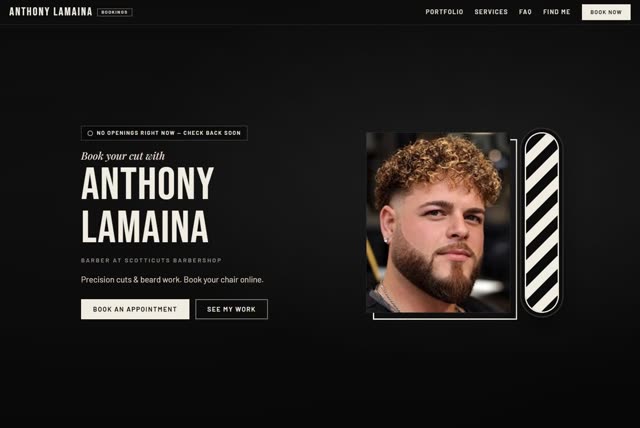 ANTHONY LAMAINA BOOKINGS
PORTFOLIO SERVICES FAQ FIND ME BOOK NOW
NO OPENINGS RIGHT NOW — CHECK BACK SOON
Book your cut with
ANTHONY
LAMAINA
BARBER AT SCOTTICUTS BARBERSHOP
Precision cuts & beard work. Book your chair online.
BOOK AN APPOINTMENT SEE MY WORK